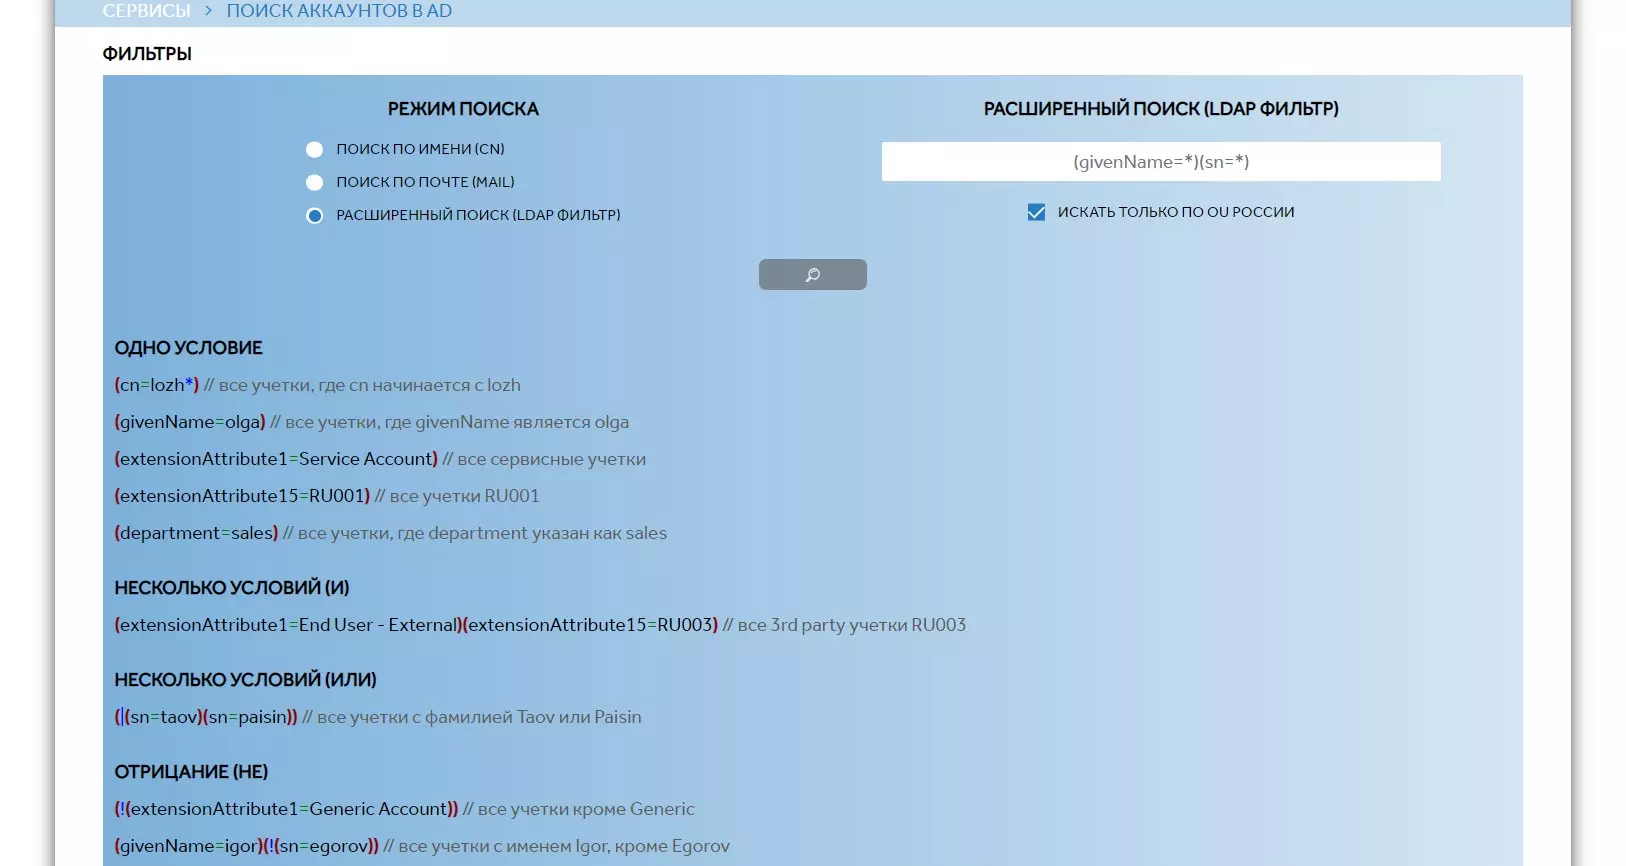 СЕРВИСЫ > ПОИСК АККАУНТОВ В AD
ФИЛЬТРЫ
РЕЖИМ ПОИСКА
ПОИСК ПО ИМЕНИ (CN)
ПОИСК ПО ПОЧТЕ (MAIL)
РАСШИРЕННЫЙ ПОИСК (LDAP ФИЛЬТР)
РАСШИРЕННЫЙ ПОИСК (LDAP ФИЛЬТР)
(givenName=*)(sn=*)
ИСКАТЬ ТОЛЬКО ПО OU РОССИИ
ОДНО УСЛОВИЕ
(cn=lozh*) // все учетки, где cn начинается с lozh
(givenName=olga) // все учетки, где givenName является olga
(extensionAttribute1=Service Account) // все сервисные учетки
(extensionAttribute15=RU001) // все учетки RU001
(department=sales) // все учетки, где department указан как sales
НЕСКОЛЬКО УСЛОВИЙ (И)
(extensionAttribute1=End User - External)(extensionAttribute15=RU003) // все 3rd party учетки RU003
НЕСКОЛЬКО УСЛОВИЙ (ИЛИ)
(|(sn=taov)(sn=paisin)) // все учетки с фамилией Taov или Paisin
ОТРИЦАНИЕ (НЕ)
(!(extensionAttribute1=Generic Account)) // все учетки кроме Generic
(givenName=igor)(!(sn=egorov)) // все учетки с именем Igor, кроме Egorov